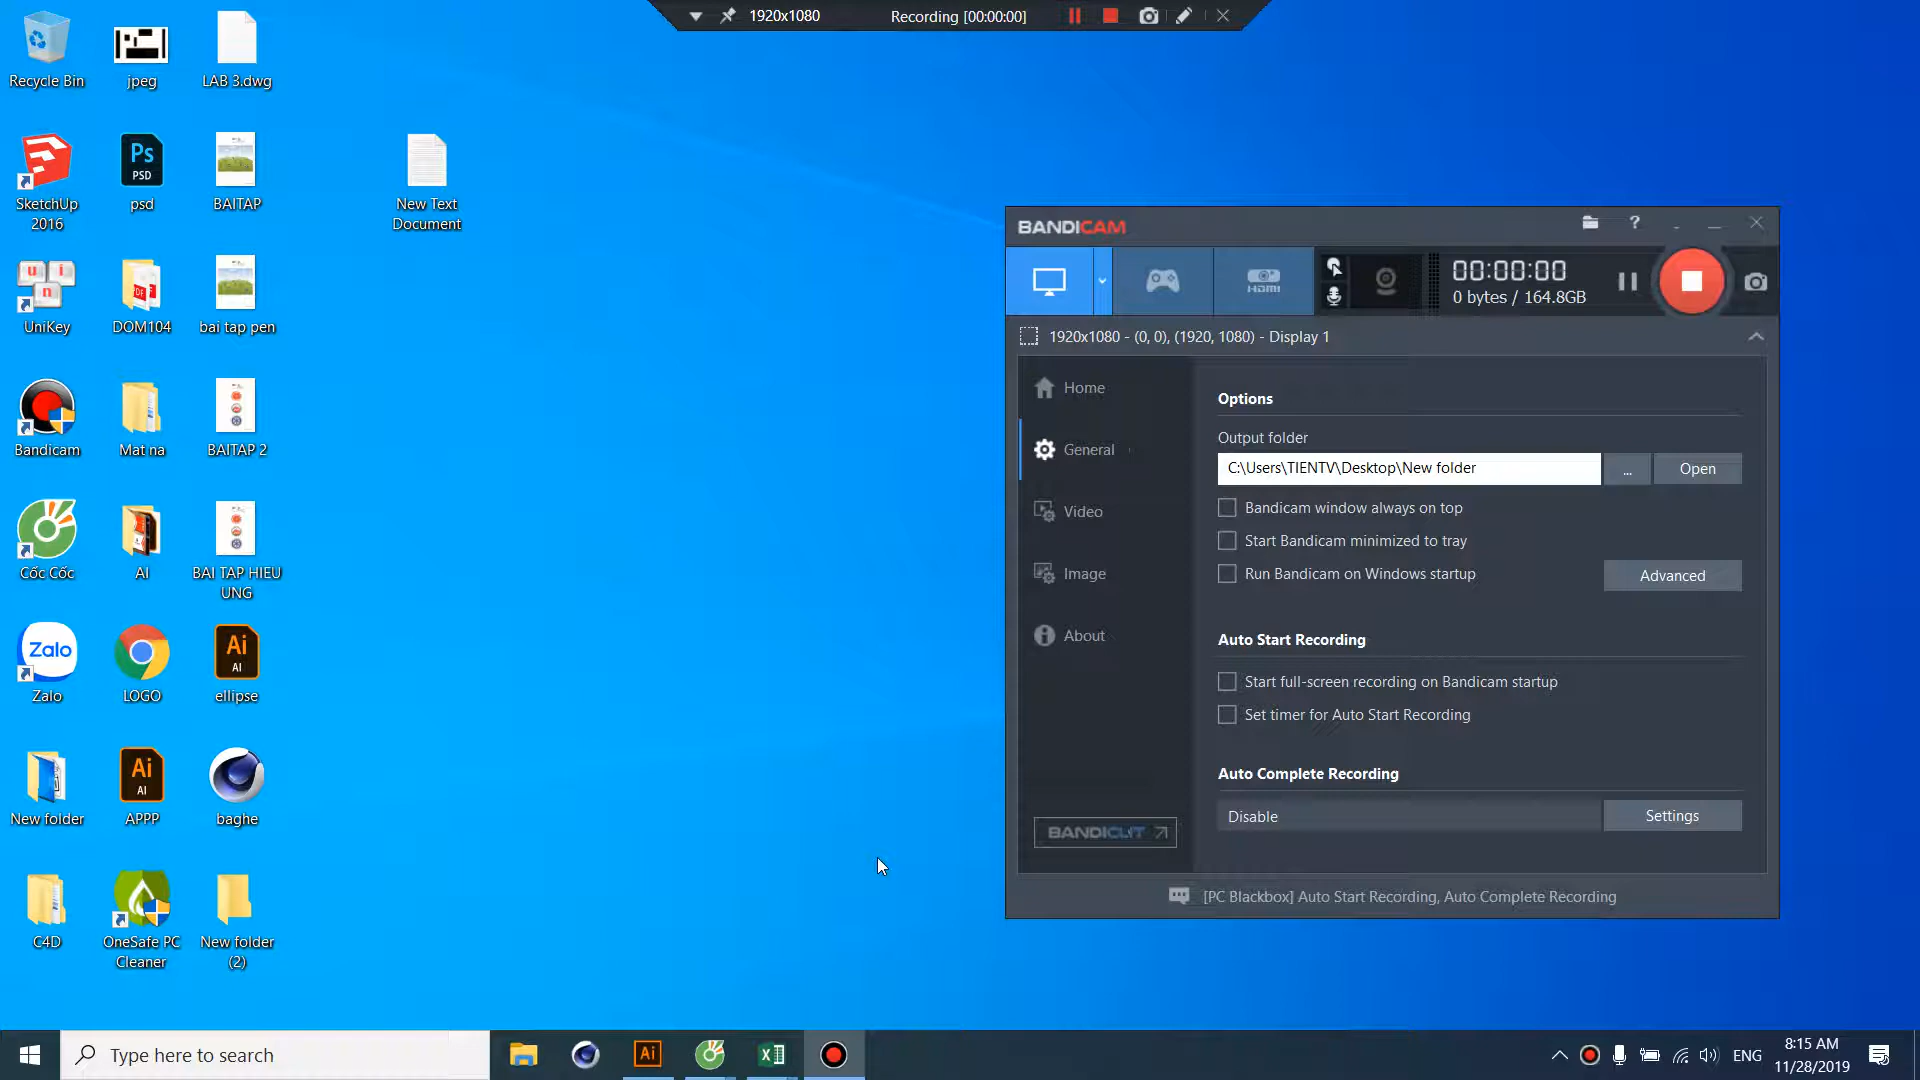 1920x1080
Recording [00:00:00]
Recycle Bin
jpeg
LAB 3.dwg
Ps
PSD
SketchUp
2016
psd
BAITAP
New Text
Document
u i
n
UniKey
DOM104
bai tap pen
Bandicam
Mat na
BAITAP 2
Cốc Cốc
AI
BAI TAP HIEU
UNG
Zalo
Ai
AI
Zalo
LOGO
ellipse
Ai
AI
New folder
APPP
baghe
C4D
OneSafe PC
Cleaner
New folder
(2)
BANDICAM
?
HDMI
00:00:00
0 bytes / 164.8GB
1920x1080 - (0, 0), (1920, 1080) - Display 1
Home
General
Video
Image
About
BANDICUT
Options
Output folder
C:\Users\TIENTV\Desktop\New folder
...
Open
Bandicam window always on top
Start Bandicam minimized to tray
Run Bandicam on Windows startup
Advanced
Auto Start Recording
Start full-screen recording on Bandicam startup
Set timer for Auto Start Recording
Auto Complete Recording
Disable
Settings
[PC Blackbox] Auto Start Recording, Auto Complete Recording
Type here to search
Ai
ENG
8:15 AM
11/28/2019